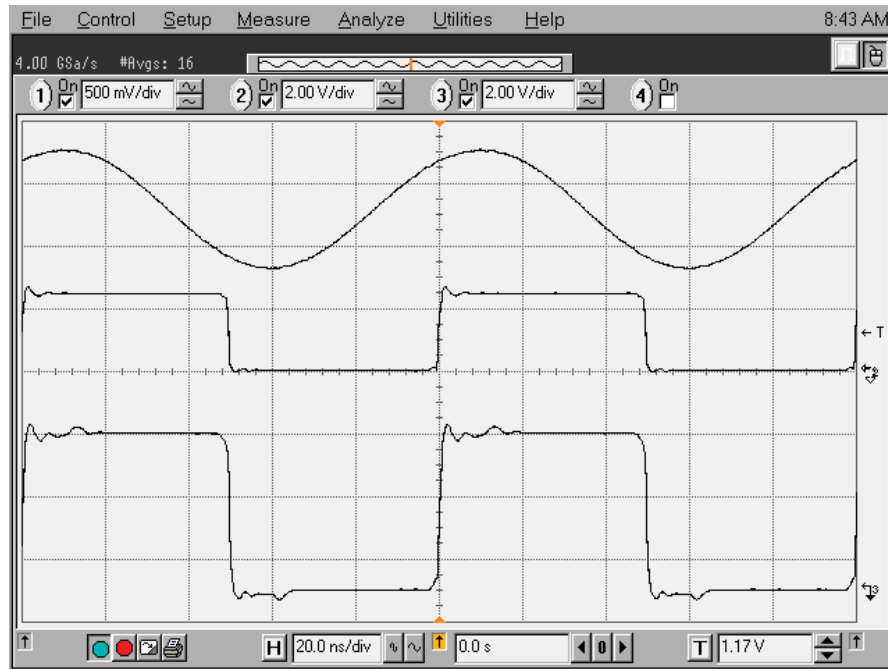 File Control Setup Measure Analyze Utilities Help 8:43 AM
4.00 GSa/s #Avgs: 16
1 On 500 mV/div 2 On 2.00 V/div 3 On 2.00 V/div 4 On
T
3
H 20.0 ns/div 0.0 s 0 T 1.17 V